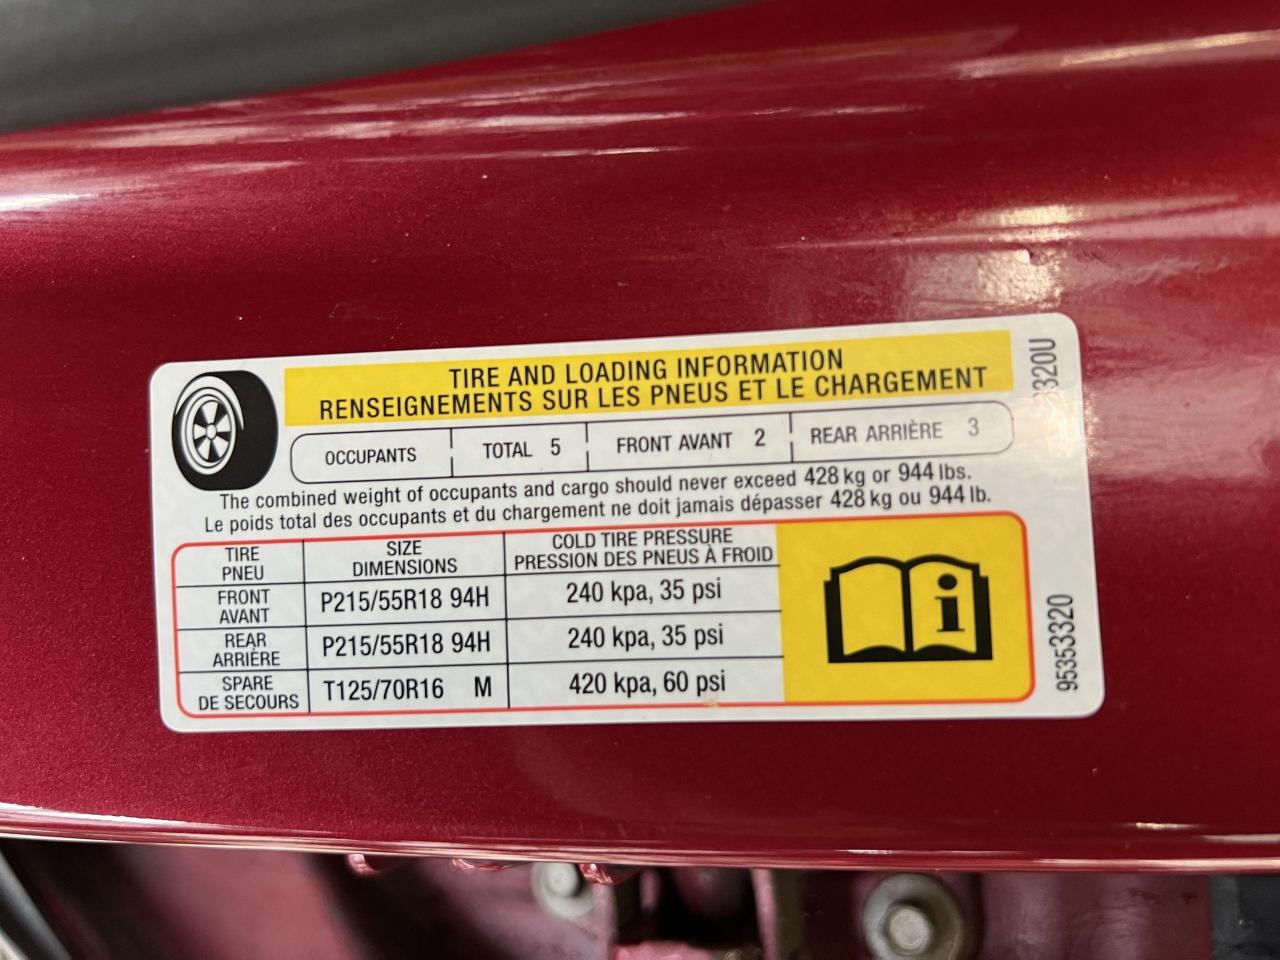 TIRE AND LOADING INFORMATION
RENSEIGNEMENTS SUR LES PNEUS ET LE CHARGEMENT
OCCUPANTS TOTAL 5 FRONT AVANT 2 REAR ARRIÈRE 3
The combined weight of occupants and cargo should never exceed 428 kg or 944 lbs.
Le poids total des occupants et du chargement ne doit jamais dépasser 428 kg ou 944 lb.
TIRE SIZE COLD TIRE PRESSURE
PNEU DIMENSIONS PRESSION DES PNEUS À FROID
FRONT
AVANT P215/55R18 94H 240 kpa, 35 psi
REAR
ARRIÈRE P215/55R18 94H 240 kpa, 35 psi
SPARE
DE SECOURS T125/70R16 M 420 kpa, 60 psi
i
95353320